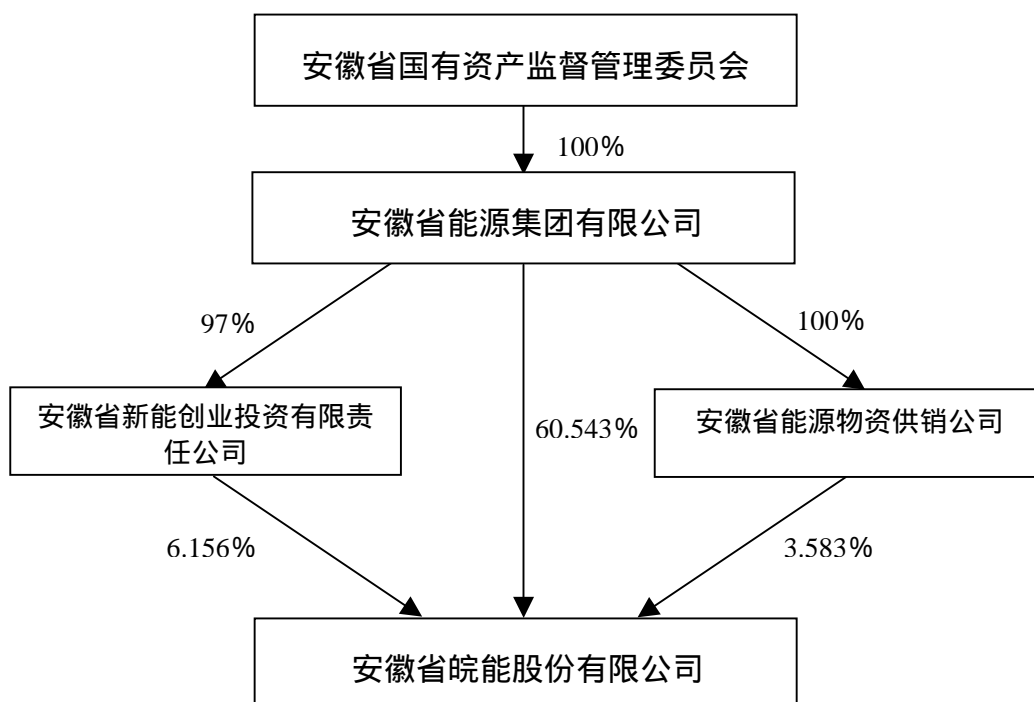 安徽省国有资产监督管理委员会
100%
安徽省能源集团有限公司
97%
100%
安徽省新能创业投资有限责
任公司
60.543%
安徽省能源物资供销公司
6.156%
3.583%
安徽省皖能股份有限公司